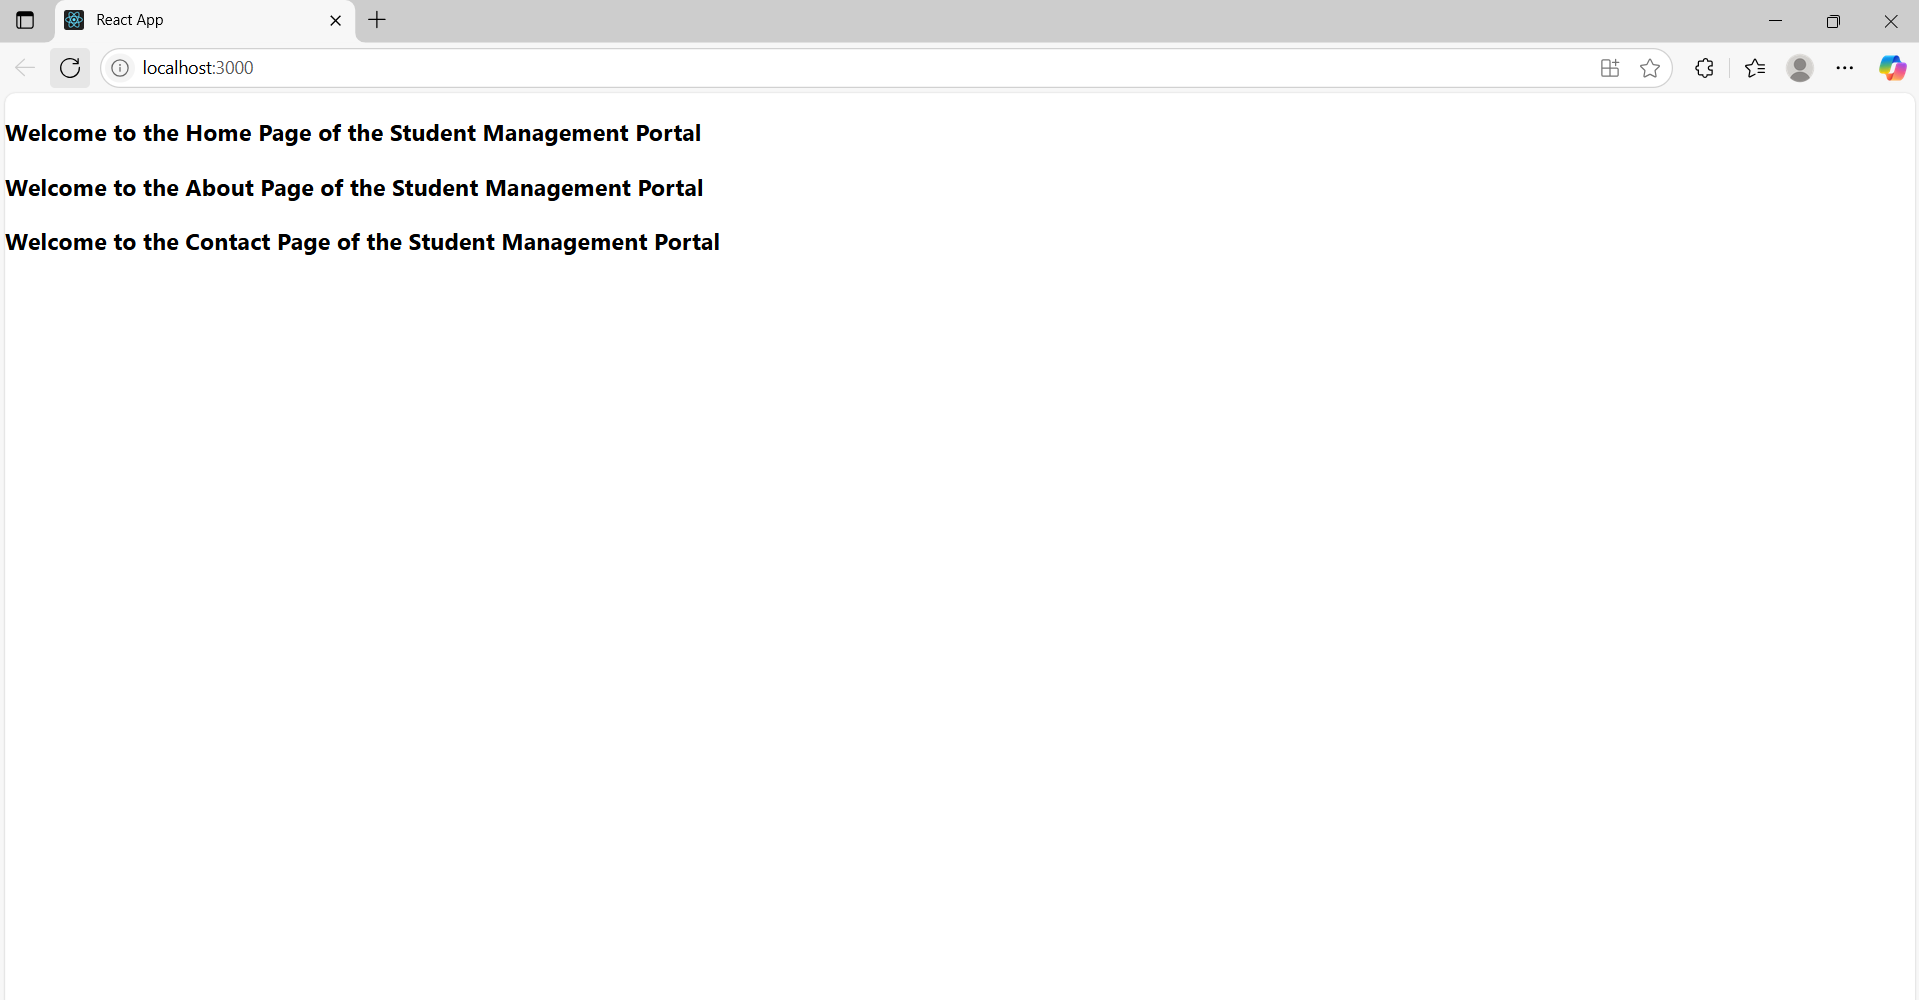 React App
localhost:3000
Welcome to the Home Page of the Student Management Portal
Welcome to the About Page of the Student Management Portal
Welcome to the Contact Page of the Student Management Portal